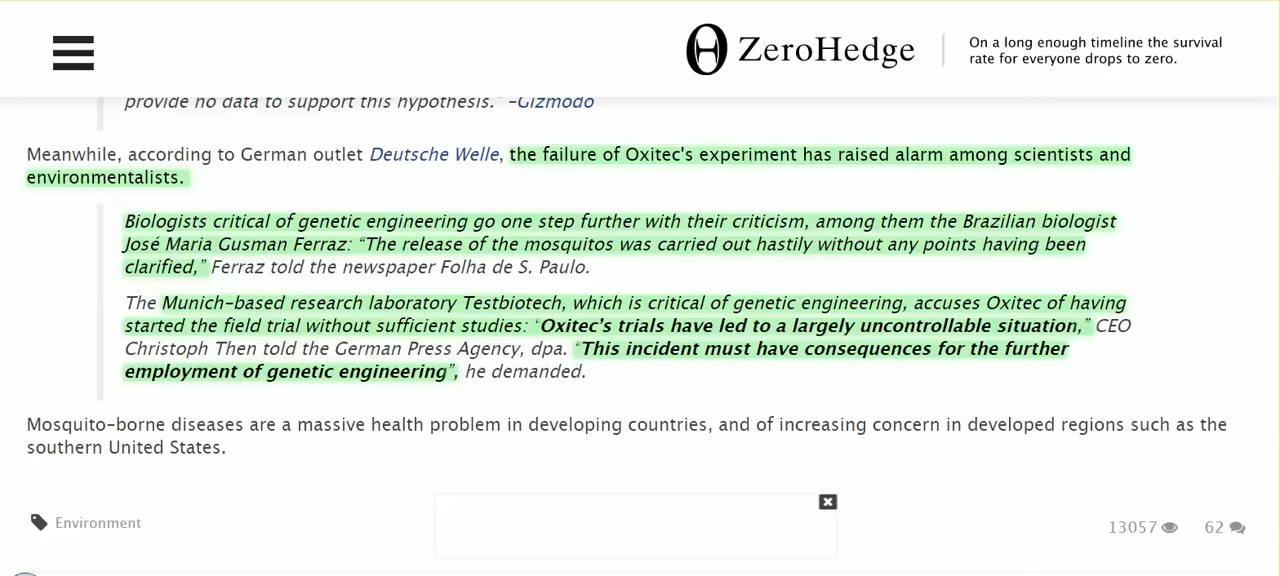 ZeroHedge
On a long enough timeline the survival
rate for everyone drops to zero.
provide no data to support this hypothesis." –Gizmodo
Meanwhile, according to German outlet Deutsche Welle, the failure of Oxitec's experiment has raised alarm among scientists and
environmentalists.
Biologists critical of genetic engineering go one step further with their criticism, among them the Brazilian biologist
José Maria Gusman Ferraz: “The release of the mosquitos was carried out hastily without any points having been
clarified,” Ferraz told the newspaper Folha de S. Paulo.
The Munich-based research laboratory Testbiotech, which is critical of genetic engineering, accuses Oxitec of having
started the field trial without sufficient studies: ‘Oxitec’s trials have led to a largely uncontrollable situation,” CEO
Christoph Then told the German Press Agency, dpa. “This incident must have consequences for the further
employment of genetic engineering”, he demanded.
Mosquito-borne diseases are a massive health problem in developing countries, and of increasing concern in developed regions such as the
southern United States.
Environment
13057
62